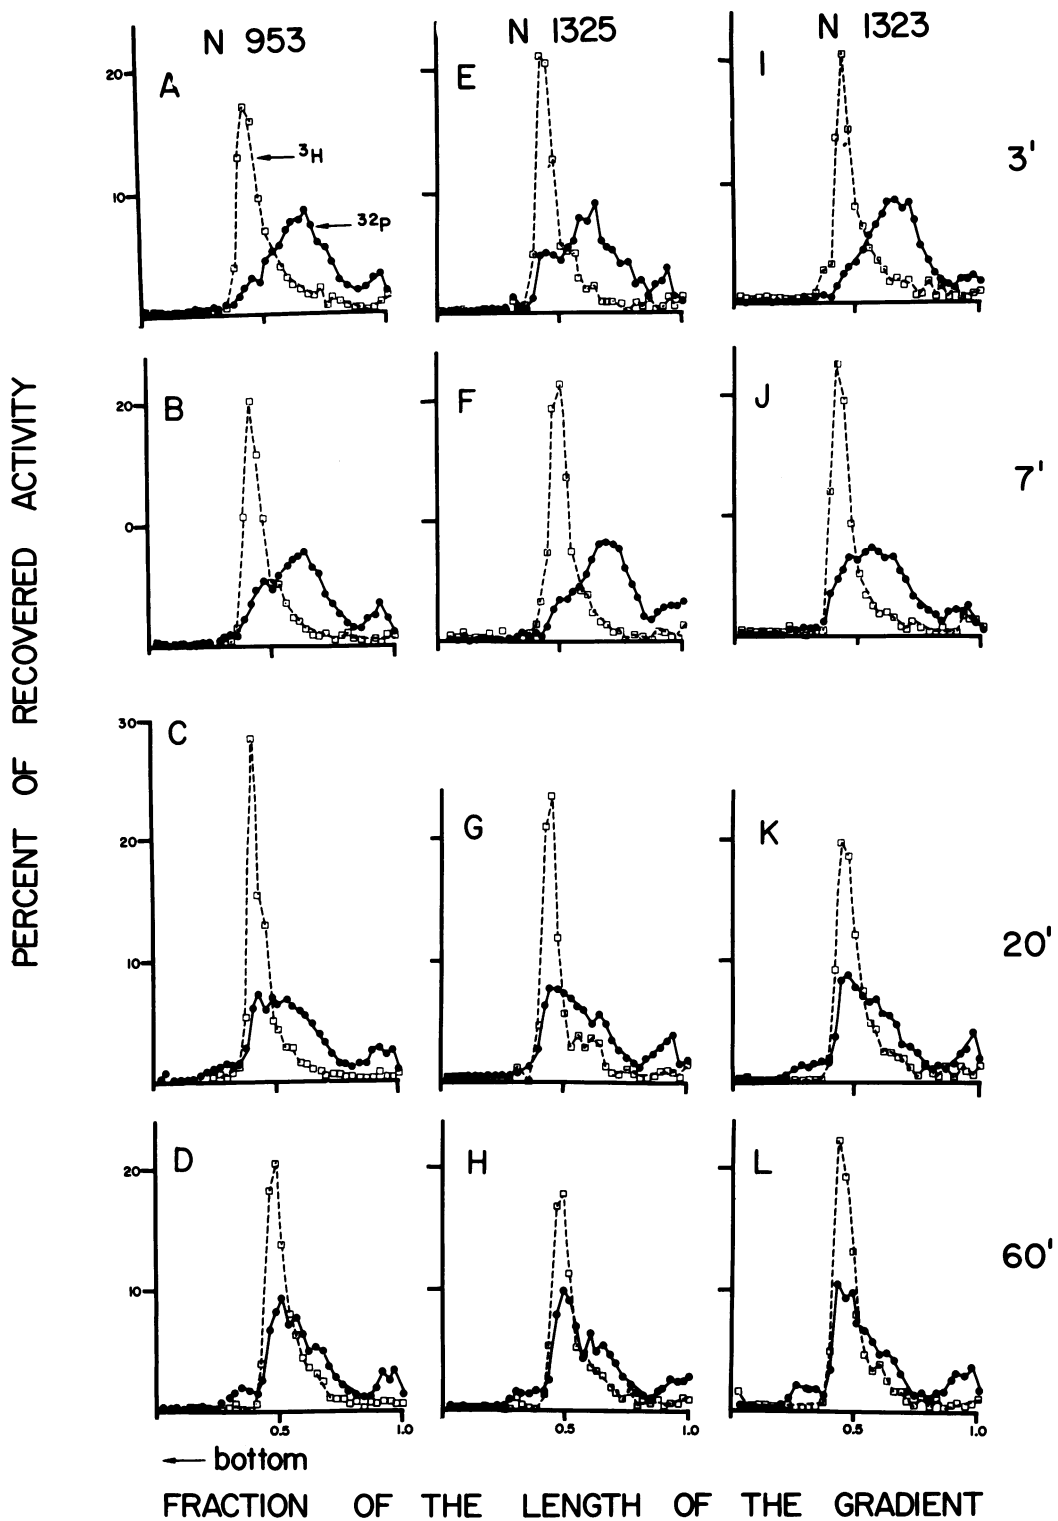 N 953 N 1325 N 1323
20
A E I
3H
3'
10
32P
PERCENT OF RECOVERED ACTIVITY
20
B F J
7'
0
30
C
20
G K
20'
10
D H L
20
60'
10
0.5 1.0 0.5 1.0 0.5 1.0
← bottom
FRACTION OF THE LENGTH OF THE GRADIENT